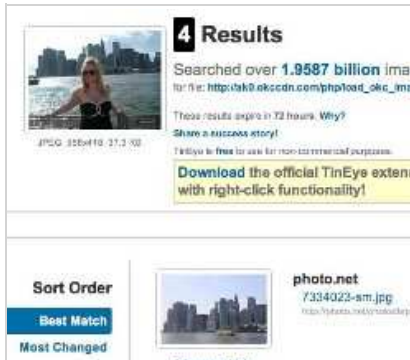 4 Results
Searched over 1.9587 billion ima
for file: http://ak0.okccdn.com/php/load_okc_ima
These results expire in 72 hours. Why?
Share a success story!
TinEye is free to use for non-commercial purposes.
JPEG
Download the official TinEye extens
with right-click functionality!
Sort Order
Best Match
Most Changed
photo.net
7334023-sm.jpg